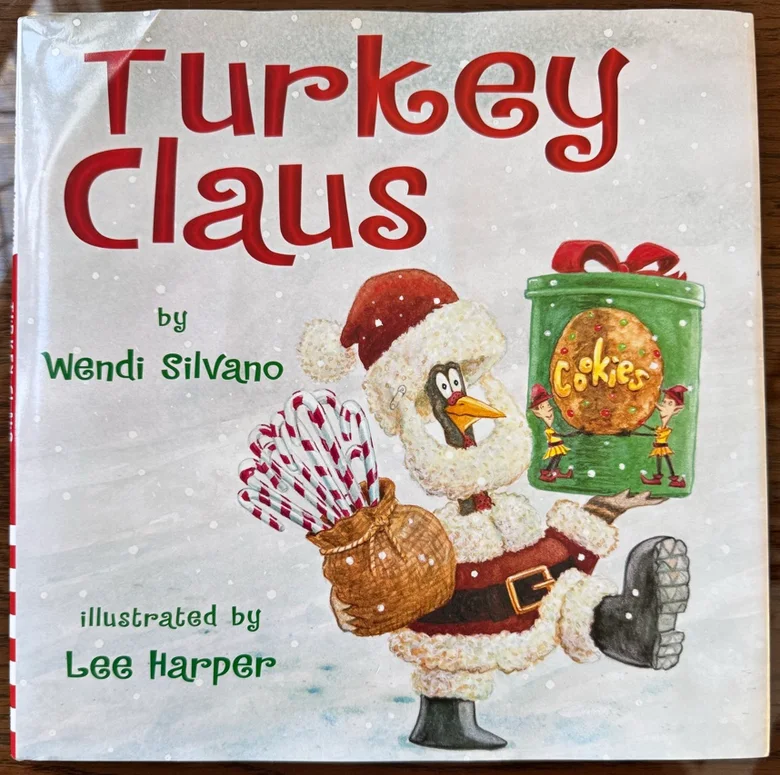 Turkey
Claus
by
Wendi Silvano
Cookies
illustrated by
Lee Harper